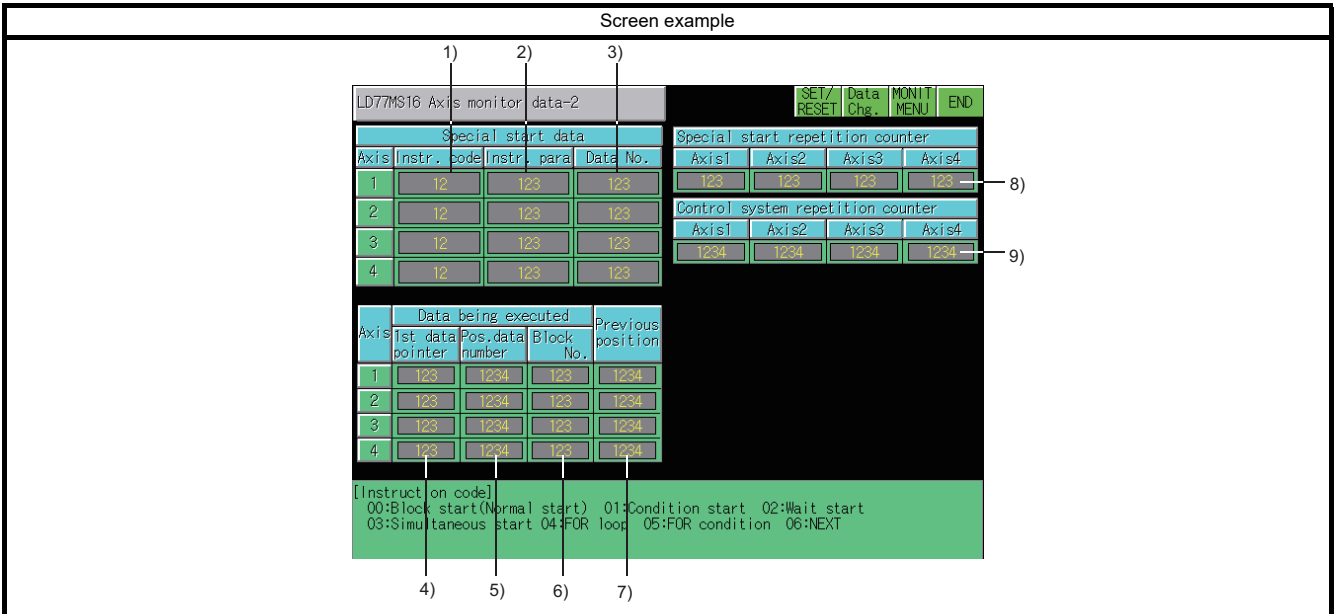 Screen example
1) 2) 3)
LD77MS16 Axis monitor data-2
SET/ RESET Data Chg. MONIT MENU END
Special start data
Axis Instr. code Instr. para Data No.
1 12 123 123
2 12 123 123
3 12 123 123
4 12 123 123
Special start repetition counter
Axis1 Axis2 Axis3 Axis4
123 123 123 123 8)
Control system repetition counter
Axis1 Axis2 Axis3 Axis4
1234 1234 1234 1234 9)
Axis Data being executed Previous position
1st data pointer Pos.data number Block No.
1 123 1234 123 1234
2 123 1234 123 1234
3 123 1234 123 1234
4 123 1234 123 1234
[Instruction code]
00:Block start(Normal start) 01:Condition start 02:Wait start
03:Simultaneous start 04:FOR loop 05:FOR condition 06:NEXT
4) 5) 6) 7)